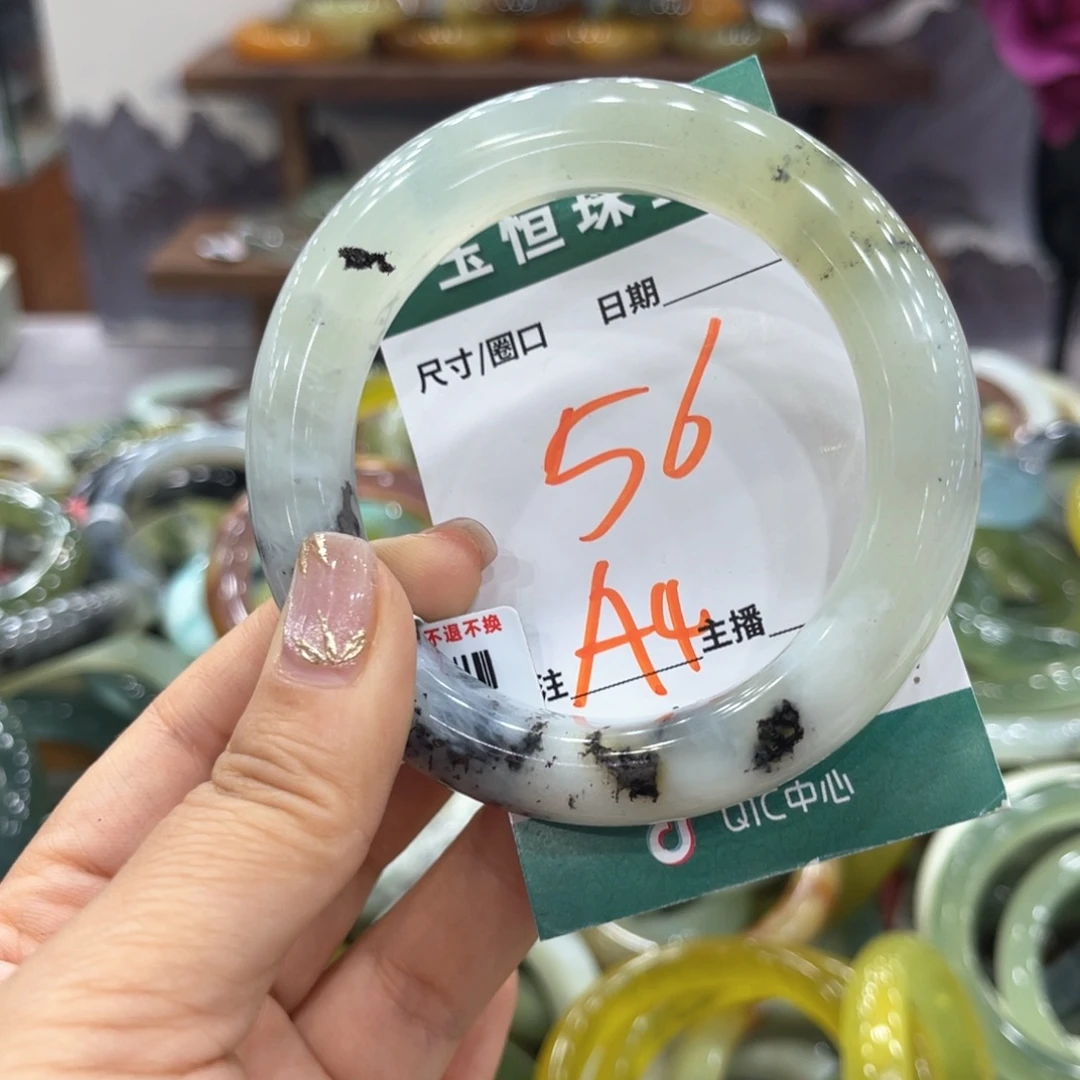 玉恒珠
日期
尺寸/圈口
56
A4
主播
不退不换
注
QIC中心